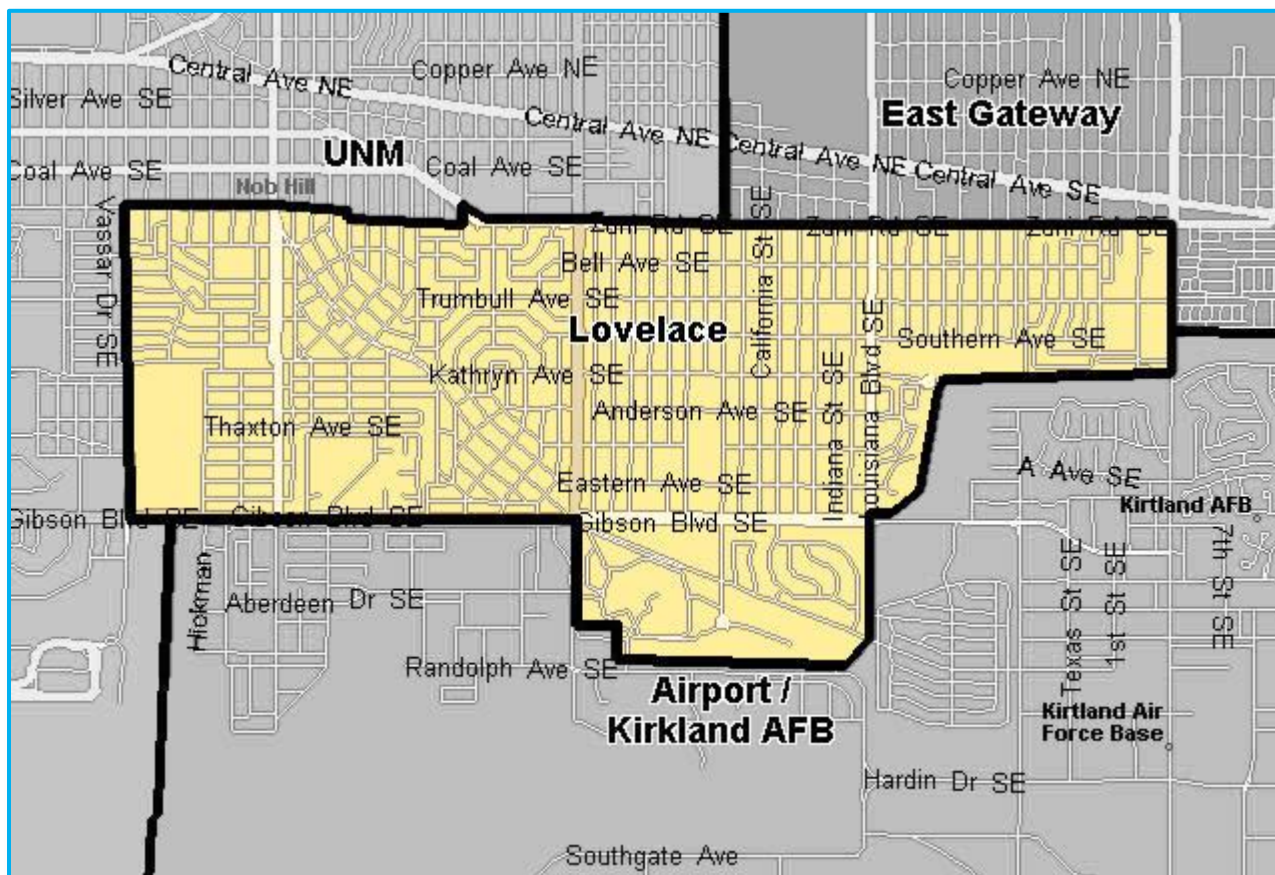 Central Ave NE
Copper Ave NE
Copper Ave NE
Silver Ave SE
East Gateway
Central Ave NE
Central Ave NE
Central Ave SE
UNM
Coal Ave SE
Coal Ave SE
Nob Hill
Vassar Dr SE
Zuni Rd SE
Zuni Rd SE
Zuni Rd SE
California St SE
Bell Ave SE
Trumbull Ave SE
Lovelace
Southern Ave SE
Kathryn Ave SE
Indiana St SE
Louisiana Blvd SE
Anderson Ave SE
Thaxton Ave SE
A Ave SE
Eastern Ave SE
Kirtland AFB
Gibson Blvd SE
Gibson Blvd SE
Gibson Blvd SE
7th St SE
Hickman
Aberdeen Dr SE
Texas St SE
1st St SE
Randolph Ave SE
Airport /
Kirkland AFB
Kirtland Air
Force Base
Hardin Dr SE
Southgate Ave